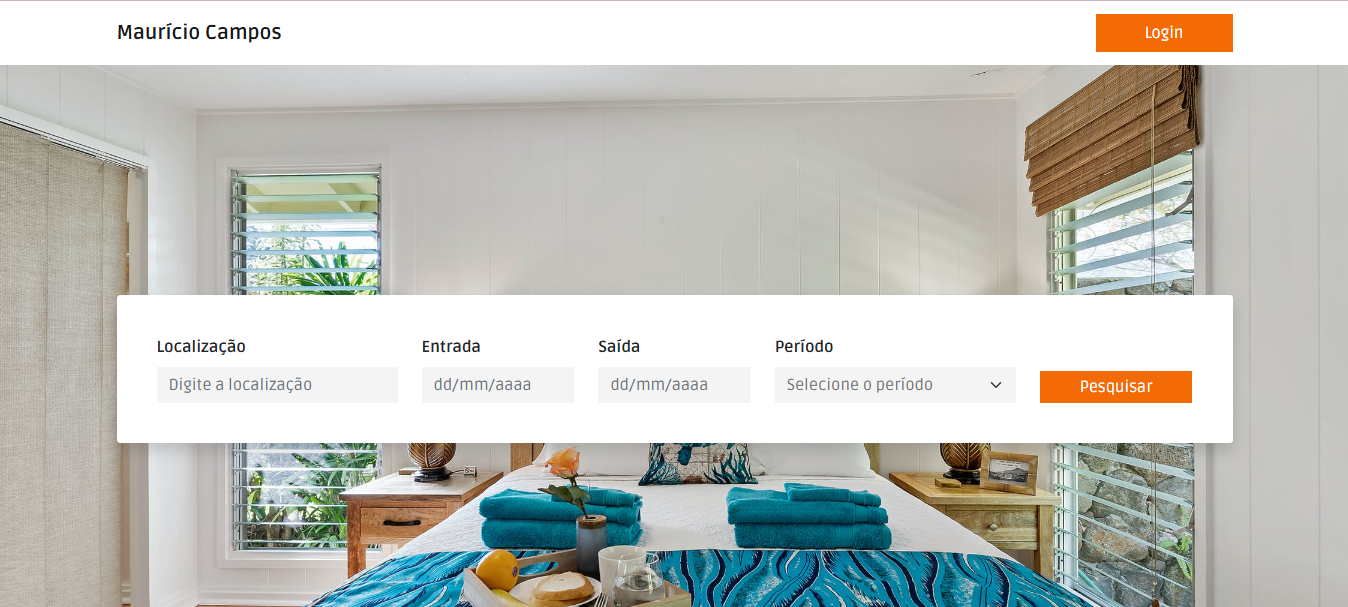 Maurício Campos
Login
Localização
Entrada
Saída
Período
Digite a localização
dd/mm/aaaa
dd/mm/aaaa
Selecione o período
Pesquisar